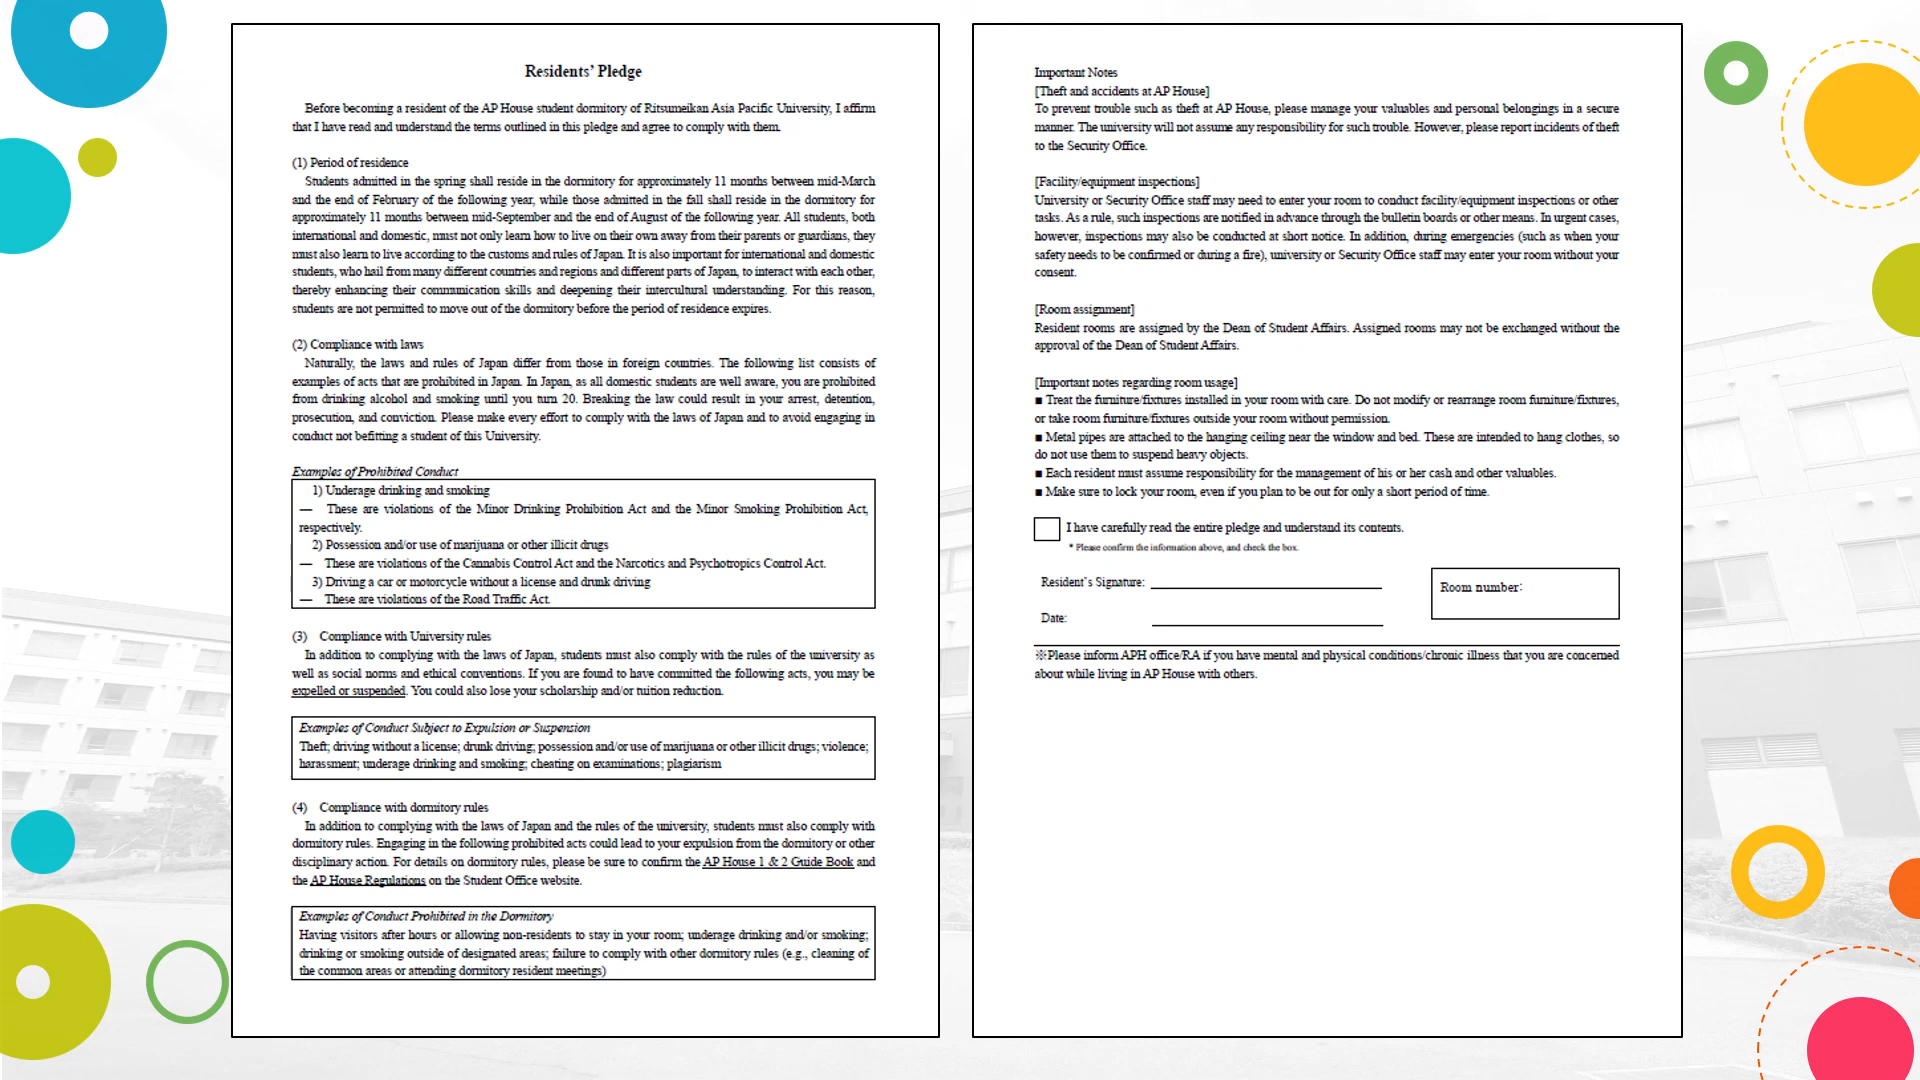 Residents' Pledge
Before becoming a resident of the AP House student dormitory of Ritsumeikan Asia Pacific University, I affirm
that I have read and understand the terms outlined in this pledge and agree to comply with them.
(1) Period of residence
Students admitted in the spring shall reside in the dormitory for approximately 11 months between mid-March
and the end of February of the following year, while those admitted in the fall shall reside in the dormitory for
approximately 11 months between mid-September and the end of August of the following year. All students, both
international and domestic, must not only learn how to live on their own away from their parents or guardians, they
must also learn to live according to the customs and rules of Japan. It is also important for international and domestic
students, who hail from many different countries and regions and different parts of Japan, to interact with each other,
thereby enhancing their communication skills and deepening their intercultural understanding. For this reason,
students are not permitted to move out of the dormitory before the period of residence expires.
(2) Compliance with laws
Naturally, the laws and rules of Japan differ from those in foreign countries. The following list consists of
examples of acts that are prohibited in Japan. In Japan, as all domestic students are well aware, you are prohibited
from drinking alcohol and smoking until you turn 20. Breaking the law could result in your arrest, detention,
prosecution, and conviction. Please make every effort to comply with the laws of Japan and to avoid engaging in
conduct not befitting a student of this University.
Examples of Prohibited Conduct
1) Underage drinking and smoking
— These are violations of the Minor Drinking Prohibition Act and the Minor Smoking Prohibition Act,
respectively.
2) Possession and/or use of marijuana or other illicit drugs
— These are violations of the Cannabis Control Act and the Narcotics and Psychotropics Control Act.
3) Driving a car or motorcycle without a license and drunk driving
— These are violations of the Road Traffic Act.
(3) Compliance with University rules
In addition to complying with the laws of Japan, students must also comply with the rules of the university as
well as social norms and ethical conventions. If you are found to have committed the following acts, you may be
expelled or suspended. You could also lose your scholarship and/or tuition reduction.
Examples of Conduct Subject to Expulsion or Suspension
Theft; driving without a license; drunk driving; possession and/or use of marijuana or other illicit drugs; violence;
harassment; underage drinking and smoking; cheating on examinations; plagiarism
(4) Compliance with dormitory rules
In addition to complying with the laws of Japan and the rules of the university, students must also comply with
dormitory rules. Engaging in the following prohibited acts could lead to your expulsion from the dormitory or other
disciplinary action. For details on dormitory rules, please be sure to confirm the AP House 1 & 2 Guide Book and
the AP House Regulations on the Student Office website.
Examples of Conduct Prohibited in the Dormitory
Having visitors after hours or allowing non-residents to stay in your room; underage drinking and/or smoking;
drinking or smoking outside of designated areas; failure to comply with other dormitory rules (e.g., cleaning of
the common areas or attending dormitory resident meetings)
Important Notes
[Theft and accidents at AP House]
To prevent trouble such as theft at AP House, please manage your valuables and personal belongings in a secure
manner. The university will not assume any responsibility for such trouble. However, please report incidents of theft
to the Security Office.
[Facility/equipment inspections]
University or Security Office staff may need to enter your room to conduct facility/equipment inspections or other
tasks. As a rule, such inspections are notified in advance through the bulletin boards or other means. In urgent cases,
however, inspections may also be conducted at short notice. In addition, during emergencies (such as when your
safety needs to be confirmed or during a fire), university or Security Office staff may enter your room without your
consent.
[Room assignment]
Resident rooms are assigned by the Dean of Student Affairs. Assigned rooms may not be exchanged without the
approval of the Dean of Student Affairs.
[Important notes regarding room usage]
■ Treat the furniture/fixtures installed in your room with care. Do not modify or rearrange room furniture/fixtures,
or take room furniture/fixtures outside your room without permission.
■ Metal pipes are attached to the hanging ceiling near the window and bed. These are intended to hang clothes, so
do not use them to suspend heavy objects.
■ Each resident must assume responsibility for the management of his or her cash and other valuables.
■ Make sure to lock your room, even if you plan to be out for only a short period of time.
I have carefully read the entire pledge and understand its contents.
* Please confirm the information above, and check the box.
Resident's Signature:
Room number:
Date:
※Please inform APH office/RA if you have mental and physical conditions/chronic illness that you are concerned
about while living in AP House with others.